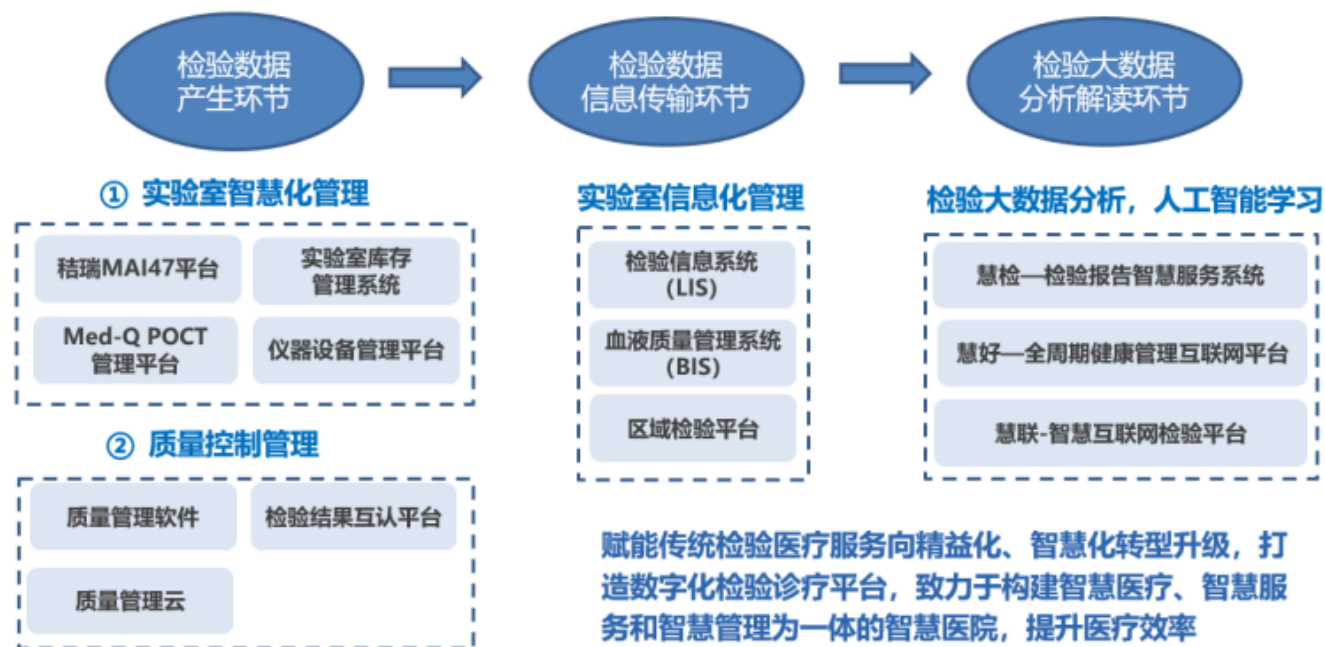 检验数据
产生环节
检验数据
信息传输环节
检验大数据
分析解读环节
① 实验室智慧化管理
秸瑞MAI47平台
实验室库存
管理系统
Med-Q POCT
管理平台
仪器设备管理平台
② 质量控制管理
质量管理软件
检验结果互认平台
质量管理云
实验室信息化管理
检验信息系统
(LIS)
血液质量管理系统
(BIS)
区域检验平台
检验大数据分析，人工智能学习
慧检—检验报告智慧服务系统
慧好—全周期健康管理互联网平台
慧联-智慧互联网检验平台
赋能传统检验医疗服务向精益化、智慧化转型升级，打
造数字化检验诊疗平台，致力于构建智慧医疗、智慧服
务和智慧管理为一体的智慧医院，提升医疗效率